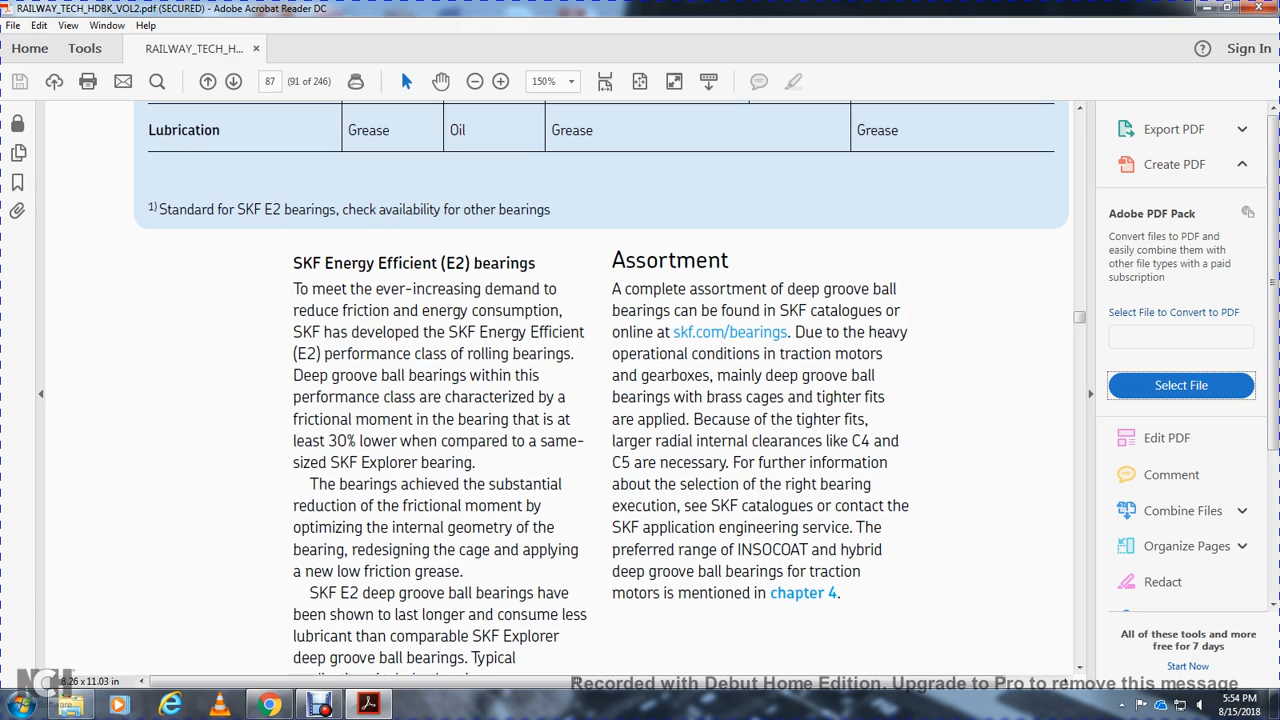 RAILWAY_TECH_HDBK_VOL2.pdf (SECURED) - Adobe Acrobat Reader DC
File Edit View Window Help
Home Tools RAILWAY_TECH_H... × ? Sign In
87 (91 of 246) 150%
Lubrication Grease Oil Grease Grease
1) Standard for SKF E2 bearings, check availability for other bearings
SKF Energy Efficient (E2) bearings
To meet the ever-increasing demand to
reduce friction and energy consumption,
SKF has developed the SKF Energy Efficient
(E2) performance class of rolling bearings.
Deep groove ball bearings within this
performance class are characterized by a
frictional moment in the bearing that is at
least 30% lower when compared to a same-
sized SKF Explorer bearing.
The bearings achieved the substantial
reduction of the frictional moment by
optimizing the internal geometry of the
bearing, redesigning the cage and applying
a new low friction grease.
SKF E2 deep groove ball bearings have
been shown to last longer and consume less
lubricant than comparable SKF Explorer
deep groove ball bearings. Typical
Assortment
A complete assortment of deep groove ball
bearings can be found in SKF catalogues or
online at skf.com/bearings. Due to the heavy
operational conditions in traction motors
and gearboxes, mainly deep groove ball
bearings with brass cages and tighter fits
are applied. Because of the tighter fits,
larger radial internal clearances like C4 and
C5 are necessary. For further information
about the selection of the right bearing
execution, see SKF catalogues or contact the
SKF application engineering service. The
preferred range of INSOCOAT and hybrid
deep groove ball bearings for traction
motors is mentioned in chapter 4.
Export PDF
Create PDF
Adobe PDF Pack
Convert files to PDF and
easily combine them with
other file types with a paid
subscription
Select File to Convert to PDF
Select File
Edit PDF
Comment
Combine Files
Organize Pages
Redact
All of these tools and more
free for 7 days
Start Now
8.26 x 11.03 in
NCH Software
Recorded with Debut Home Edition. Upgrade to Pro to remove this message
5:54 PM
8/15/2018